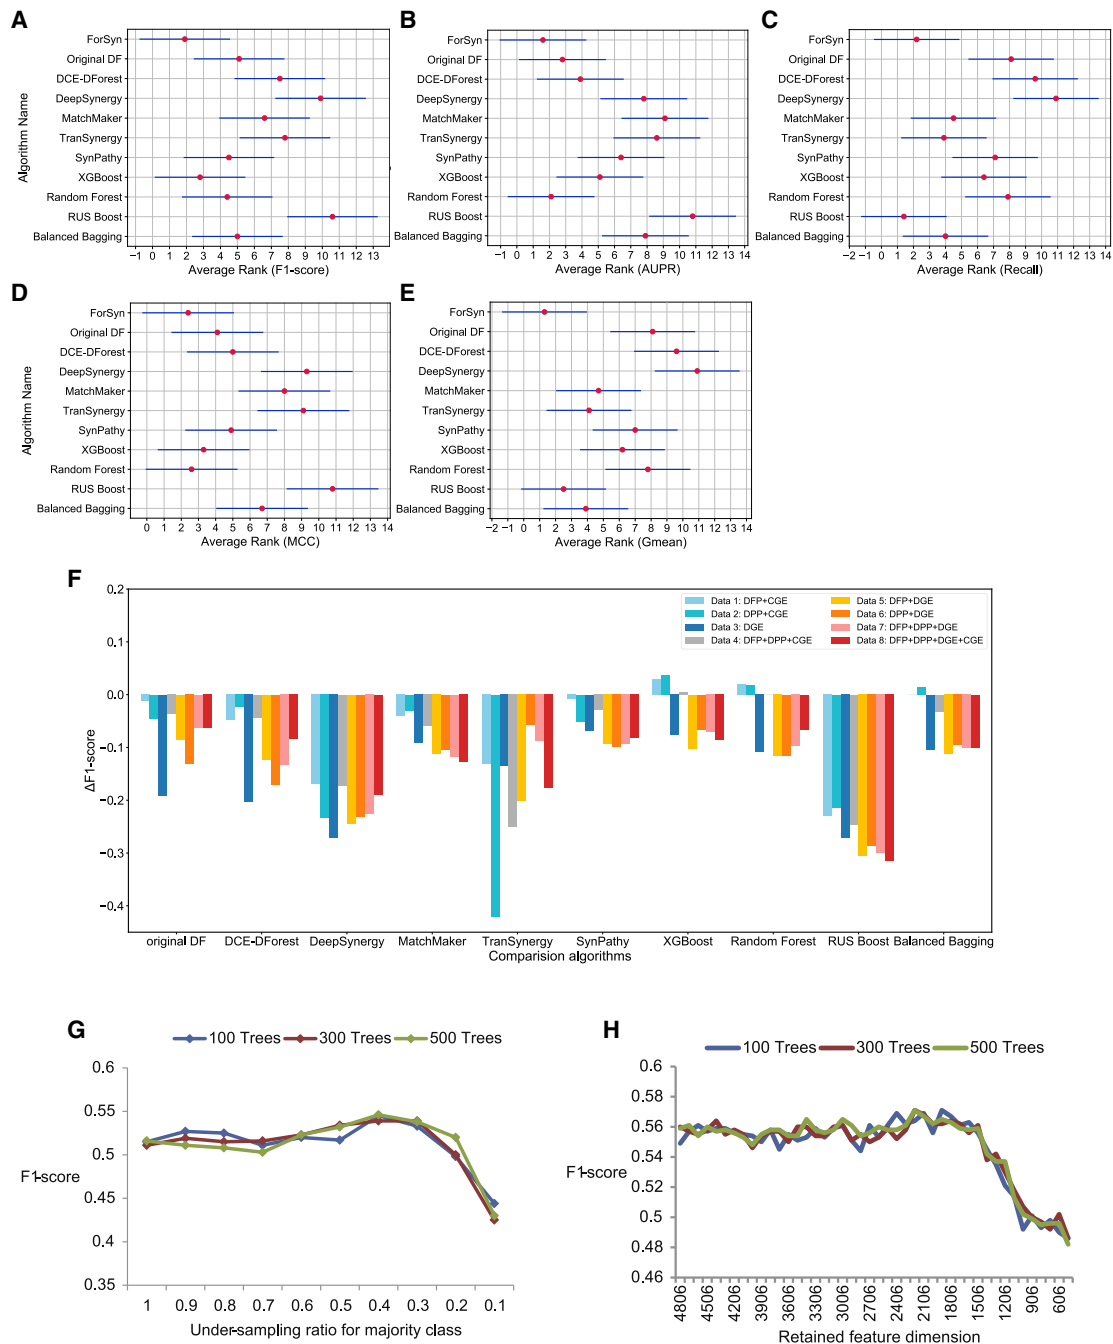 A
ForSyn
Original DF
DCE-DForest
DeepSynergy
MatchMaker
TranSynergy
SynPathy
XGBoost
Random Forest
RUS Boost
Balanced Bagging
Algorithm Name
−1 0 1 2 3 4 5 6 7 8 9 10 11 12 13
Average Rank (F1-score)
B
ForSyn
Original DF
DCE-DForest
DeepSynergy
MatchMaker
TranSynergy
SynPathy
XGBoost
Random Forest
RUS Boost
Balanced Bagging
−1 0 1 2 3 4 5 6 7 8 9 10 11 12 13 14
Average Rank (AUPR)
C
ForSyn
Original DF
DCE-DForest
DeepSynergy
MatchMaker
TranSynergy
SynPathy
XGBoost
Random Forest
RUS Boost
Balanced Bagging
−2 −1 0 1 2 3 4 5 6 7 8 9 10 11 12 13 14
Average Rank (Recall)
D
ForSyn
Original DF
DCE-DForest
DeepSynergy
MatchMaker
TranSynergy
SynPathy
XGBoost
Random Forest
RUS Boost
Balanced Bagging
Algorithm Name
0 1 2 3 4 5 6 7 8 9 10 11 12 13 14
Average Rank (MCC)
E
ForSyn
Original DF
DCE-DForest
DeepSynergy
MatchMaker
TranSynergy
SynPathy
XGBoost
Random Forest
RUS Boost
Balanced Bagging
−2 −1 0 1 2 3 4 5 6 7 8 9 10 11 12 13 14
Average Rank (Gmean)
F
0.2
0.1
0.0
−0.1
−0.2
−0.3
−0.4
ΔF1-score
Data 1: DFP+CGE
Data 2: DPP+CGE
Data 3: DGE
Data 4: DFP+DPP+CGE
Data 5: DFP+DGE
Data 6: DPP+DGE
Data 7: DFP+DPP+DGE
Data 8: DFP+DPP+DGE+CGE
original DF DCE-DForest DeepSynergy MatchMaker TranSynergy SynPathy XGBoost Random Forest RUS Boost Balanced Bagging
Comparision algorithms
G
100 Trees 300 Trees 500 Trees
0.6
0.55
0.5
0.45
0.4
0.35
F1-score
1 0.9 0.8 0.7 0.6 0.5 0.4 0.3 0.2 0.1
Under-sampling ratio for majority class
H
100 Trees 300 Trees 500 Trees
0.6
0.58
0.56
0.54
0.52
0.5
0.48
0.46
F1-score
4806 4506 4206 3906 3606 3306 3006 2706 2406 2106 1806 1506 1206 906 606
Retained feature dimension